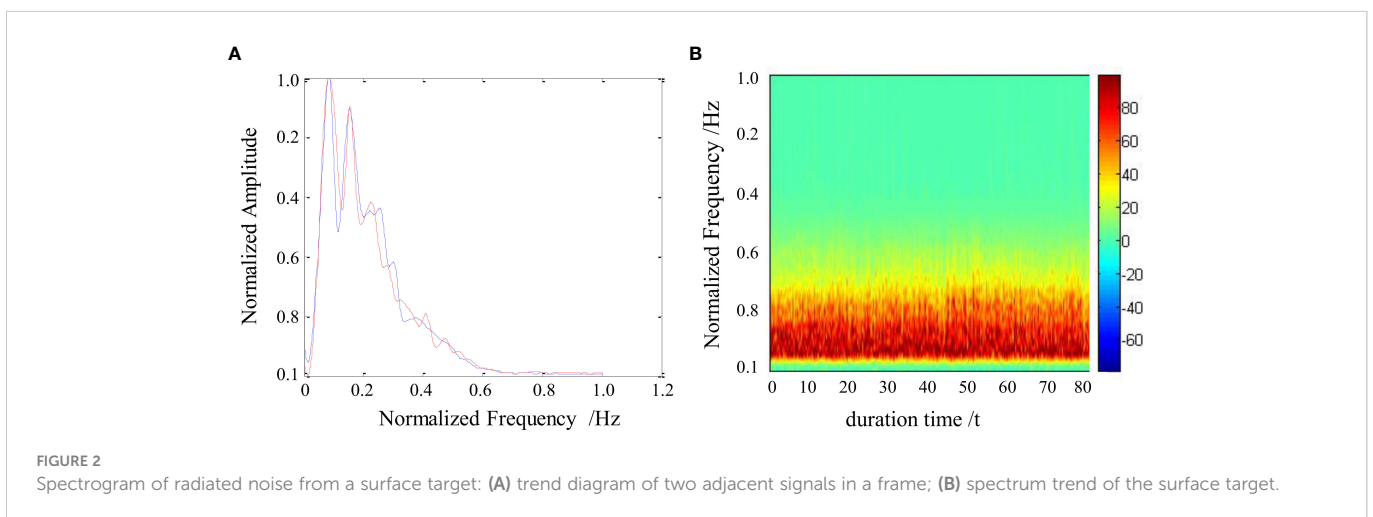 A
1.0
0.2
0.4
0.6
0.8
0.1
Normalized Amplitude
0 0.2 0.4 0.6 0.8 1.0 1.2
Normalized Frequency /Hz
B
1.0
0.2
0.4
0.6
0.8
0.1
Normalized Frequency /Hz
0 10 20 30 40 50 60 70 80
duration time /t
80
60
40
20
0
-20
-40
-60
FIGURE 2
Spectrogram of radiated noise from a surface target: (A) trend diagram of two adjacent signals in a frame; (B) spectrum trend of the surface target.